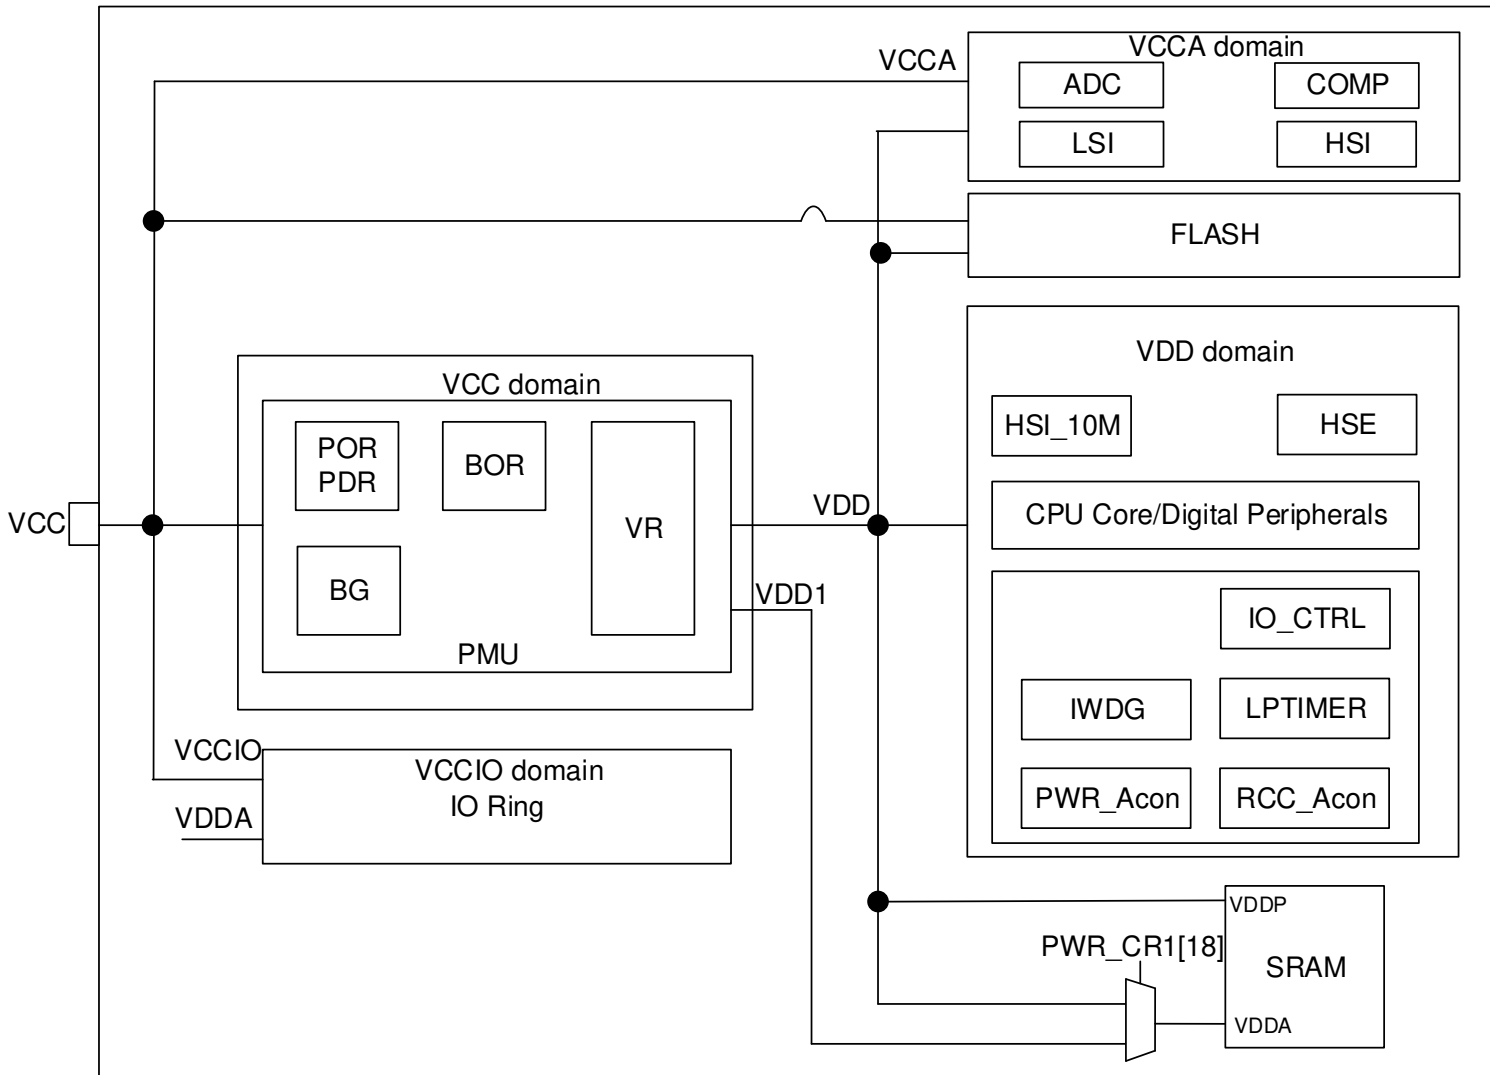 VCCA domain
VCCA
ADC
COMP
LSI
HSI
FLASH
VDD domain
VCC domain
HSI_10M
HSE
POR
PDR
BOR
VR
VCC
VDD
CPU Core/Digital Peripherals
BG
VDD1
PMU
IO_CTRL
IWDG
LPTIMER
VCCIO
VCCIO domain
IO Ring
VDDA
PWR_Acon
RCC_Acon
VDDP
PWR_CR1[18]
SRAM
VDDA